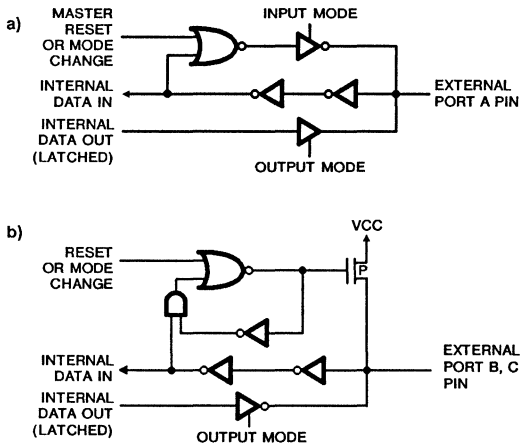 a)
MASTER
RESET
OR MODE
CHANGE
INPUT MODE
INTERNAL
DATA IN
EXTERNAL
PORT A PIN
INTERNAL
DATA OUT
(LATCHED)
OUTPUT MODE
b)
VCC
RESET
OR MODE
CHANGE
P
INTERNAL
DATA IN
EXTERNAL
PORT B, C
PIN
INTERNAL
DATA OUT
(LATCHED)
OUTPUT MODE